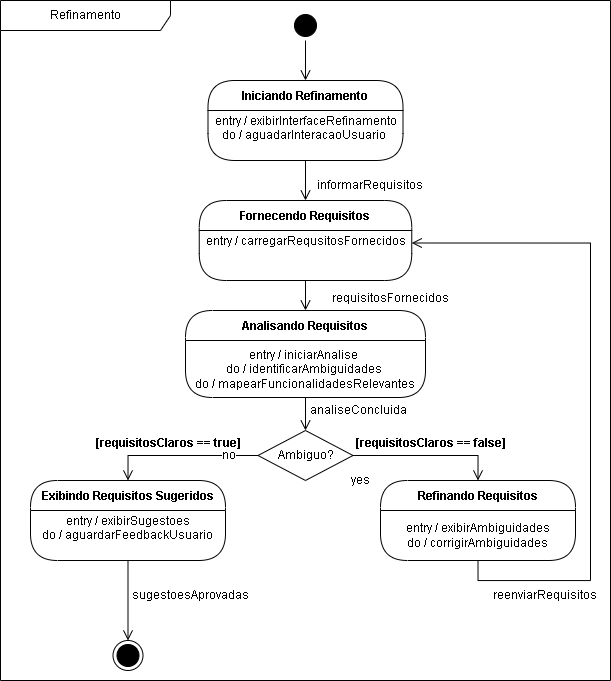 Refinamento
Iniciando Refinamento
entry / exibirInterfaceRefinamento
do / aguadarInteracaoUsuario
informarRequisitos
Fornecendo Requisitos
entry / carregarRequsitosFornecidos
requisitosFornecidos
Analisando Requisitos
entry / iniciarAnalise
do / identificarAmbiguidades
do / mapearFuncionalidadesRelevantes
analiseConcluida
[requisitosClaros == true]
[requisitosClaros == false]
no
Ambiguo?
yes
Exibindo Requisitos Sugeridos
entry / exibirSugestoes
do / aguardarFeedbackUsuario
Refinando Requisitos
entry / exibirAmbiguidades
do / corrigirAmbiguidades
sugestoesAprovadas
reenviarRequisitos